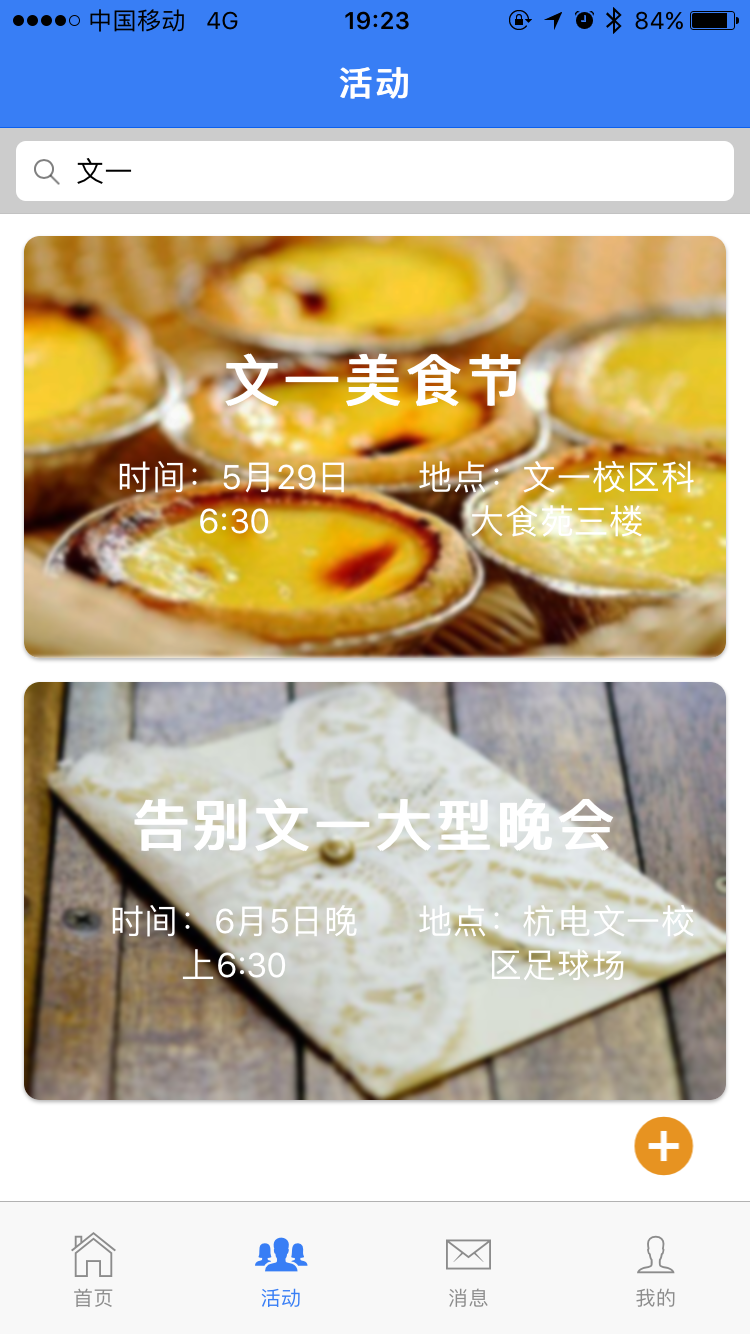 中国移动 4G 19:23 84%
活动
文一
文一美食节
时间：5月29日
6:30
地点：文一校区科
大食苑三楼
告别文一大型晚会
时间：6月5日晚
上6:30
地点：杭电文一校
区足球场
首页 活动 消息 我的